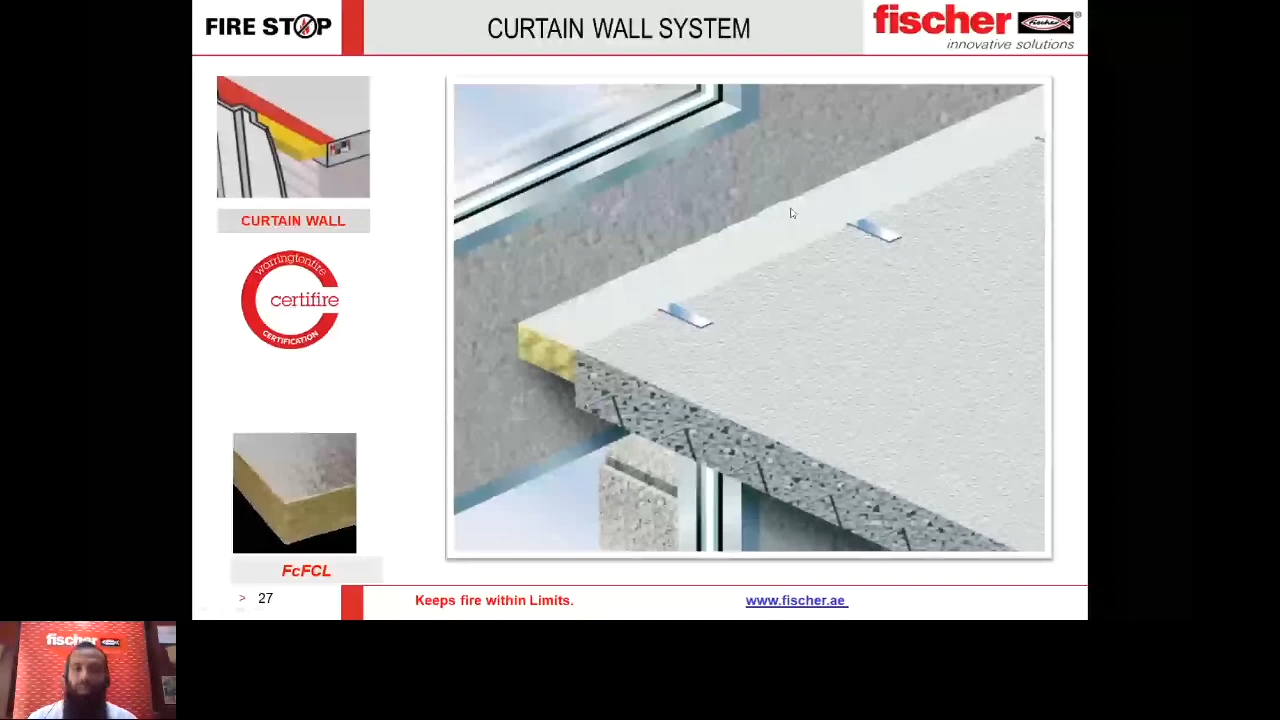 FIRE STOP
CURTAIN WALL SYSTEM
fischer
fischer
innovative solutions
CURTAIN WALL
warringtonfire
certifire
CERTIFICATION
FcFCL
> 27
Keeps fire within Limits.
www.fischer.ae
fischer